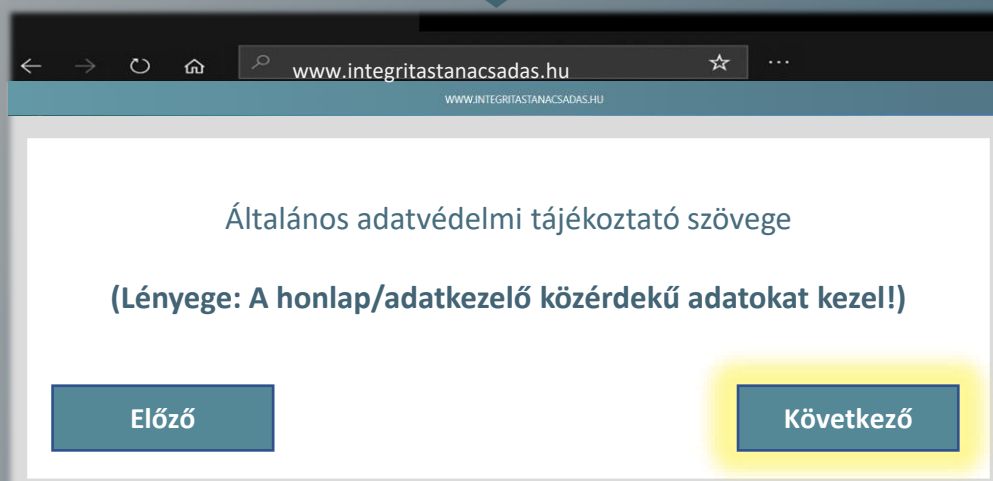 www.integritastanacsadas.hu
WWW.INTEGRITASTANACSADAS.HU
Általános adatvédelmi tájékoztató szövege
(Lényege: A honlap/adatkezelő közérdekű adatokat kezel!)
Előző
Következő